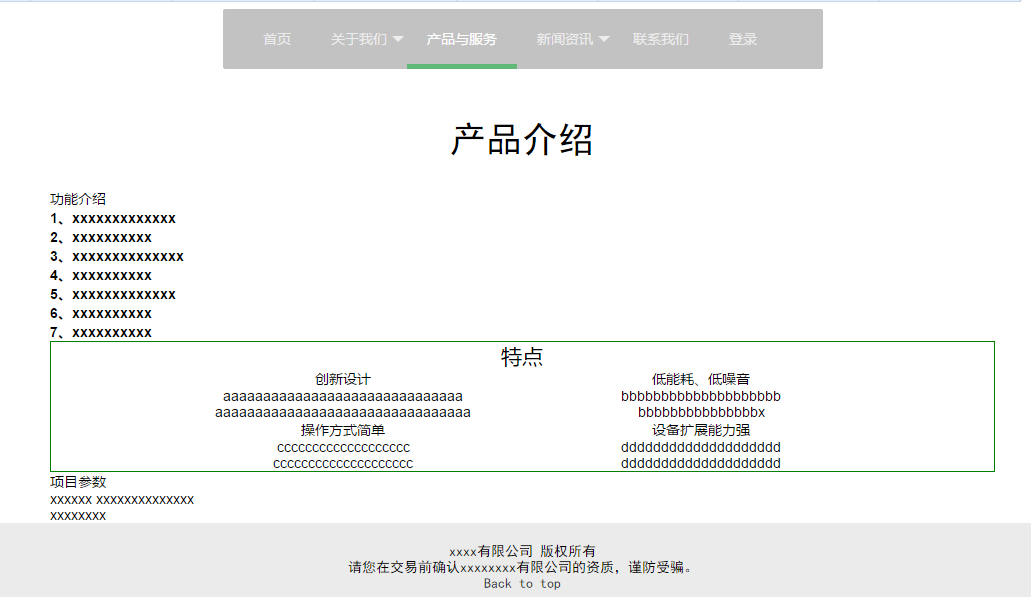 首页 关于我们 产品与服务 新闻资讯 联系我们 登录
产品介绍
功能介绍
1、xxxxxxxxxxxxx
2、xxxxxxxxxx
3、xxxxxxxxxxxxxx
4、xxxxxxxxxx
5、xxxxxxxxxxxxx
6、xxxxxxxxxx
7、xxxxxxxxxx
特点
创新设计 低能耗、低噪音
aaaaaaaaaaaaaaaaaaaaaaaaaaaaaa bbbbbbbbbbbbbbbbbbbb
aaaaaaaaaaaaaaaaaaaaaaaaaaaaaaaa bbbbbbbbbbbbbbbx
操作方式简单 设备扩展能力强
ccccccccccccccccccc dddddddddddddddddddd
cccccccccccccccccccc dddddddddddddddddddd
项目参数
xxxxxx xxxxxxxxxxxxxx
xxxxxxxx
xxxx有限公司 版权所有
请您在交易前确认xxxxxxxx有限公司的资质，谨防受骗。
Back to top